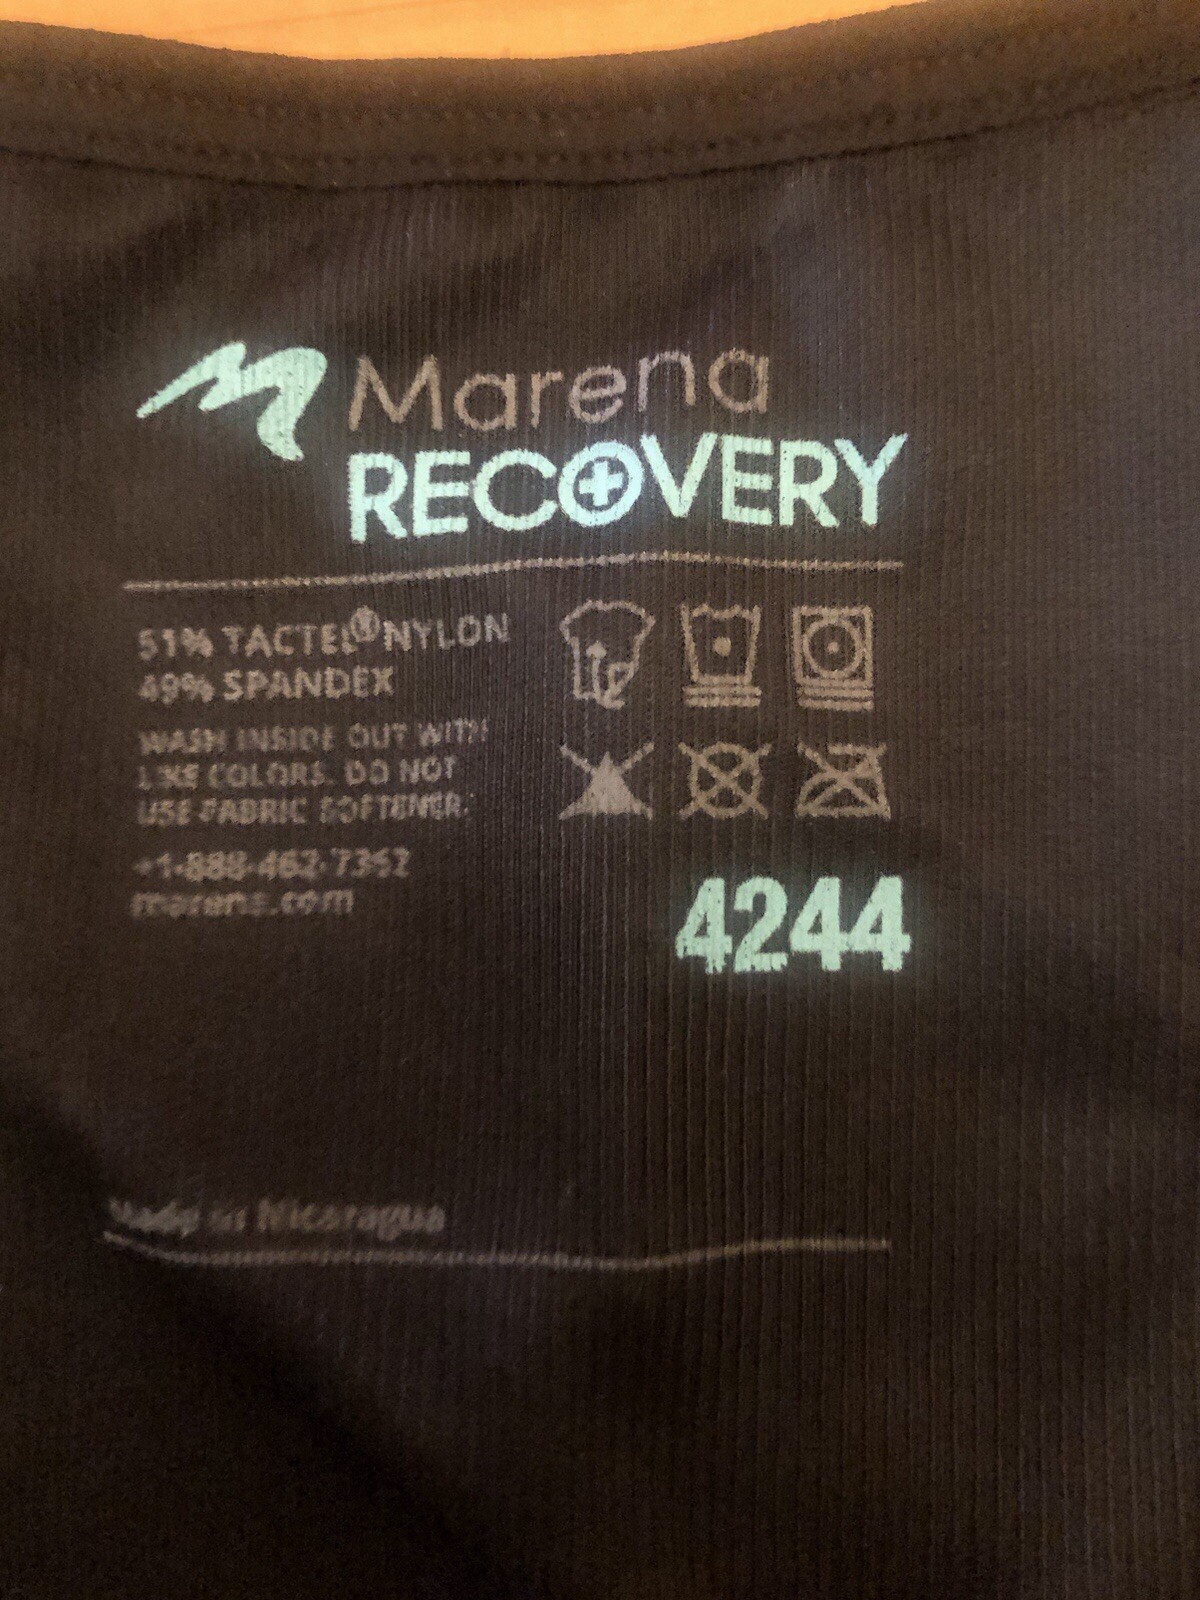 Marena
RECOVERY
51% TACTEL® NYLON
49% SPANDEX
WASH INSIDE OUT WITH
LIKE COLORS. DO NOT
USE FABRIC SOFTENER.
+1-888-462-7362
marena.com
4244
Made in Nicaragua